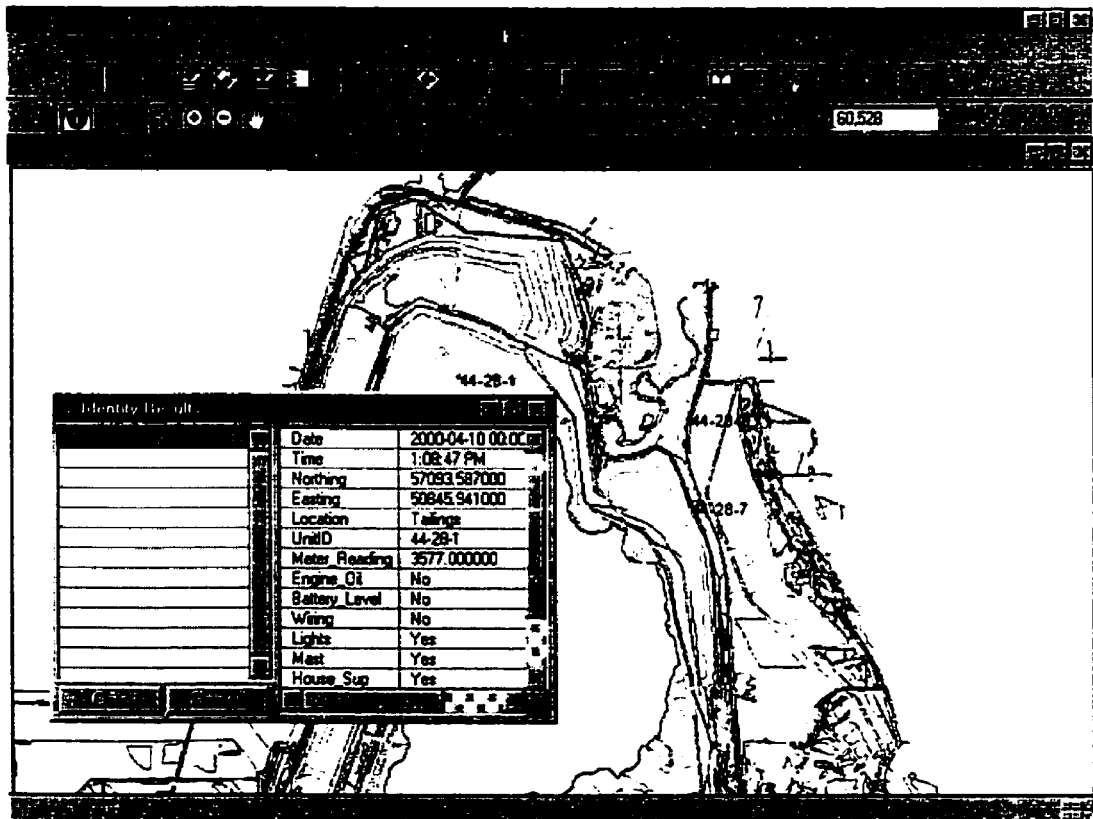 60,528
"44-28-1
Identity Results
Date 2000-04-10 00:00
Time 1:08:47 PM
Northing 57093.587000
Easting 50845.941000
Location Tailings
UnitID 44-28-1
Meter_Reading 3577.000000
Engine_Oil No
Battery_Level No
Wiring No
Lights Yes
Mast Yes
House_Sup Yes
28-7